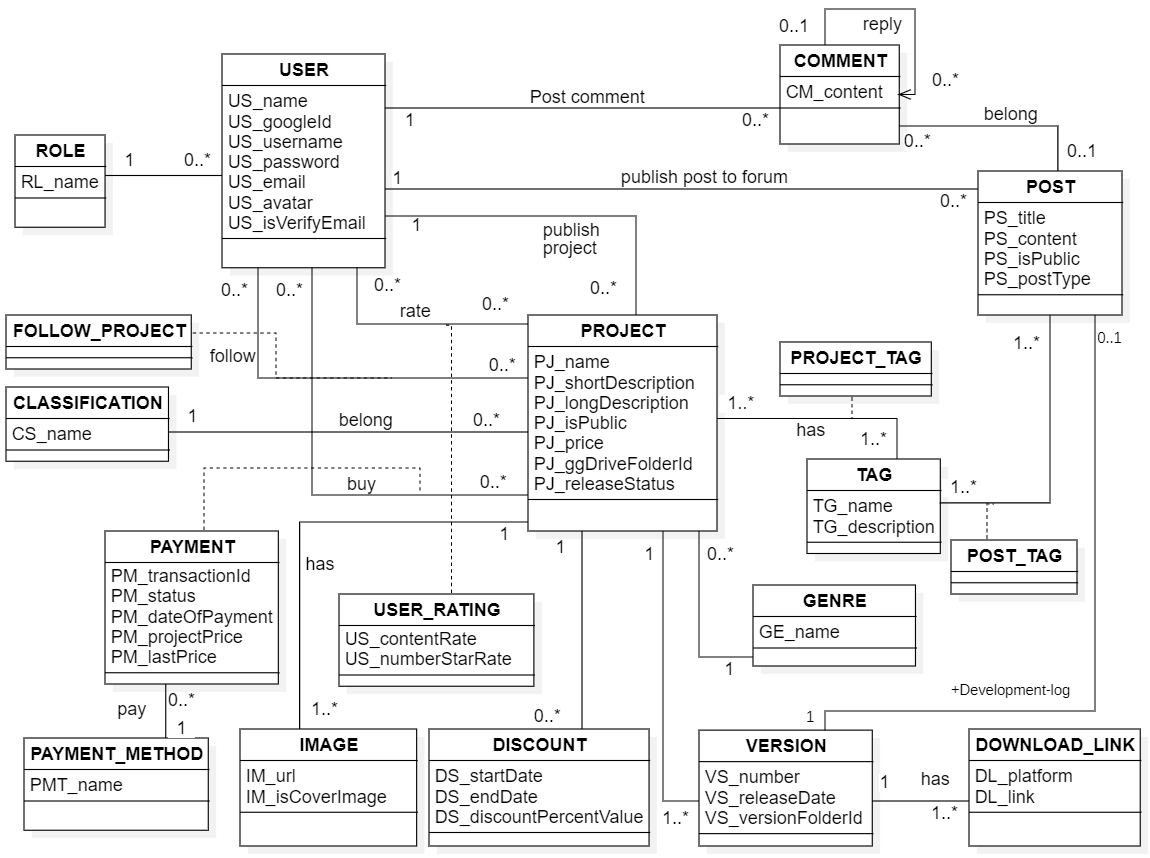 0..1
reply
COMMENT
CM_content
0..*
USER
US_name
US_googleId
US_username
US_password
US_email
US_avatar
US_isVerifyEmail
Post comment
1
0..*
belong
0..*
0..1
ROLE
RL_name
1
0..*
1
publish post to forum
0..*
POST
PS_title
PS_content
PS_isPublic
PS_postType
1
publish
project
0..*
0..*
0..*
0..*
rate
0..*
FOLLOW_PROJECT
follow
0..*
PROJECT
PJ_name
PJ_shortDescription
PJ_longDescription
PJ_isPublic
PJ_price
PJ_ggDriveFolderId
PJ_releaseStatus
1..*
0..1
PROJECT_TAG
CLASSIFICATION
CS_name
1
belong
0..*
1..*
has
1..*
TAG
TG_name
TG_description
1..*
POST_TAG
buy
0..*
PAYMENT
PM_transactionId
PM_status
PM_dateOfPayment
PM_projectPrice
PM_lastPrice
1
has
1
1
0..*
USER_RATING
US_contentRate
US_numberStarRate
GENRE
GE_name
1
+Development-log
1
pay
0..*
1
PAYMENT_METHOD
PMT_name
1..*
IMAGE
IM_url
IM_isCoverImage
0..*
DISCOUNT
DS_startDate
DS_endDate
DS_discountPercentValue
1..*
VERSION
VS_number
VS_releaseDate
VS_versionFolderId
1
has
1..*
DOWNLOAD_LINK
DL_platform
DL_link